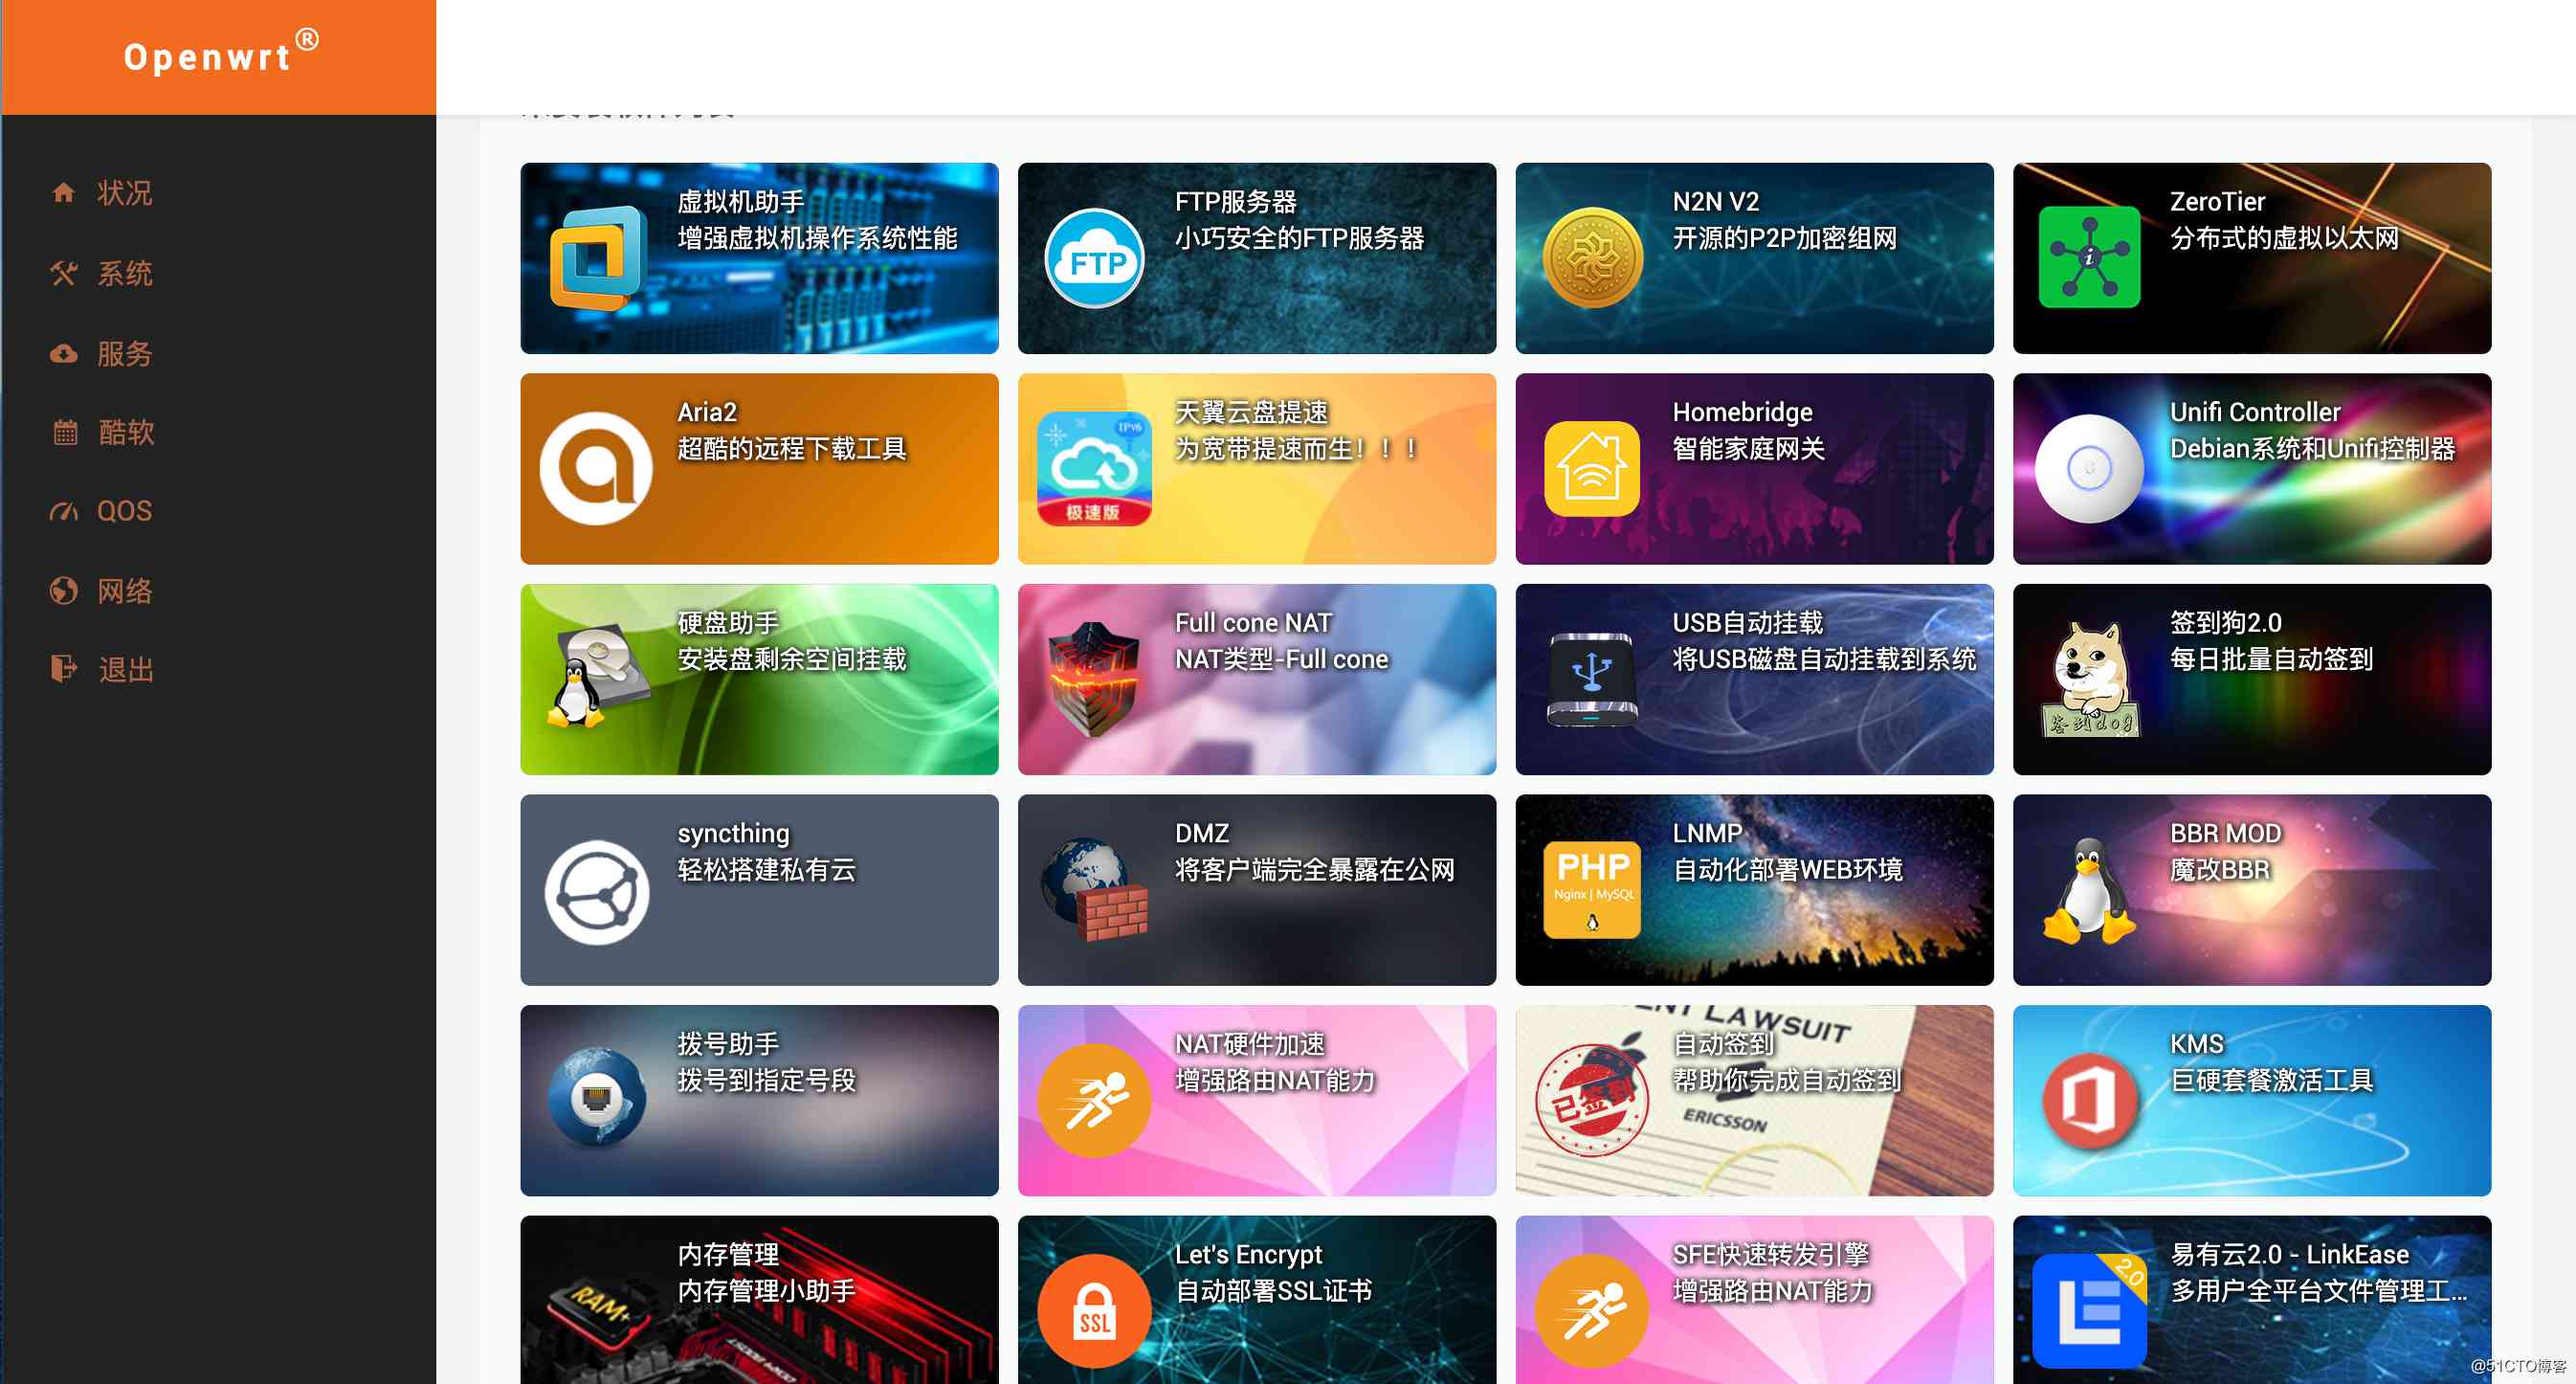 Openwrt®
状况
系统
服务
酷软
QOS
网络
退出
虚拟机助手
增强虚拟机操作系统性能
FTP
FTP服务器
小巧安全的FTP服务器
N2N V2
开源的P2P加密组网
ZeroTier
分布式的虚拟以太网
Aria2
超酷的远程下载工具
IPv6
极速版
天翼云盘提速
为宽带提速而生！！！
Homebridge
智能家庭网关
Unifi Controller
Debian系统和Unifi控制器
硬盘助手
安装盘剩余空间挂载
Full cone NAT
NAT类型-Full cone
USB自动挂载
将USB磁盘自动挂载到系统
签到dog
签到狗2.0
每日批量自动签到
syncthing
轻松搭建私有云
DMZ
将客户端完全暴露在公网
PHP
Nginx | MySQL
LNMP
自动化部署WEB环境
BBR MOD
魔改BBR
拨号助手
拨号到指定号段
NAT硬件加速
增强路由NAT能力
LAWSUIT
已签到
自动签到
帮助你完成自动签到
ERICSSON
KMS
巨硬套餐激活工具
RAM+
内存管理
内存管理小助手
SSL
Let's Encrypt
自动部署SSL证书
SFE快速转发引擎
增强路由NAT能力
2.0
易有云2.0 - LinkEase
多用户全平台文件管理工...
@51CTO博客